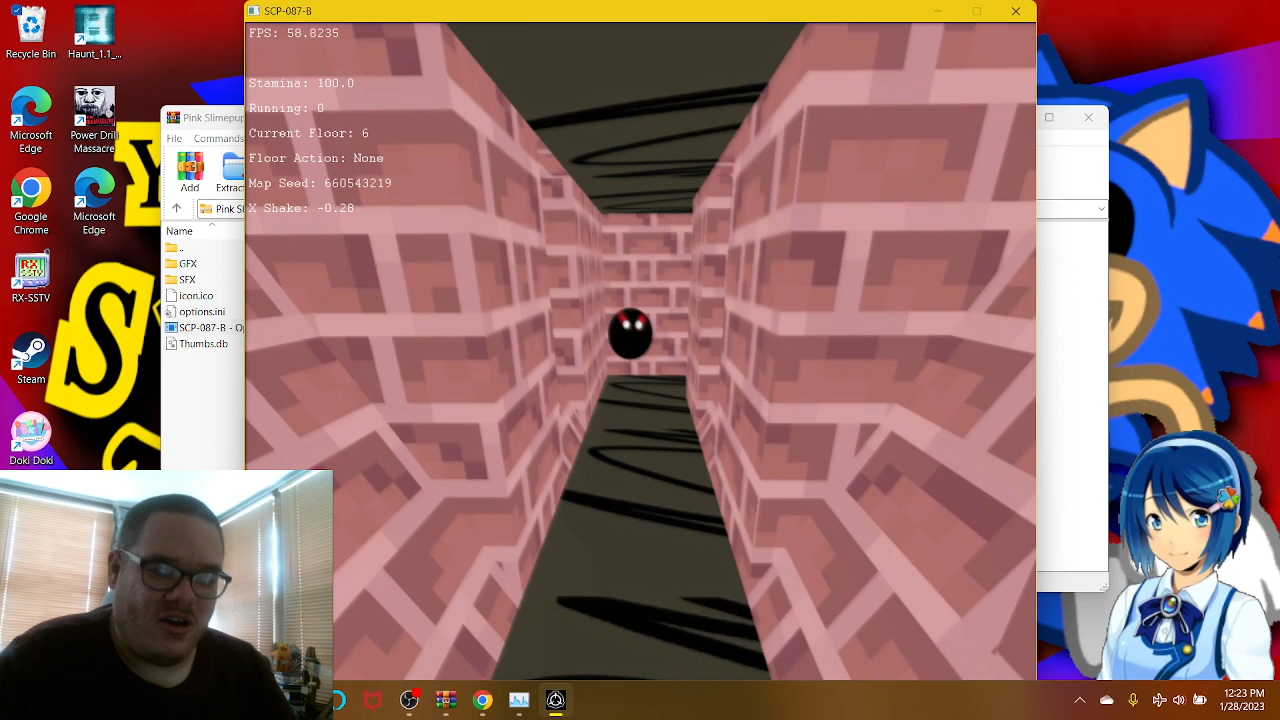 SCP-087-B
FPS: 58.8235
Stamina: 100.0
Running: 0
Current Floor: 6
Floor Action: None
Map Seed: 660543219
X Shake: -0.28
Recycle Bin
Haunt_1.1_...
Microsoft Edge
Power Drill Massacre
Google Chrome
Microsoft Edge
RX-SSTV
Steam
Doki Doki
Pink Slimepup
File Commands
Add Extrac
Pink S
Name
..
GFX
SFX
icon.ico
options.ini
SCP-087-B - Op
Thumbs.db
12:23 PM
1/28/2023